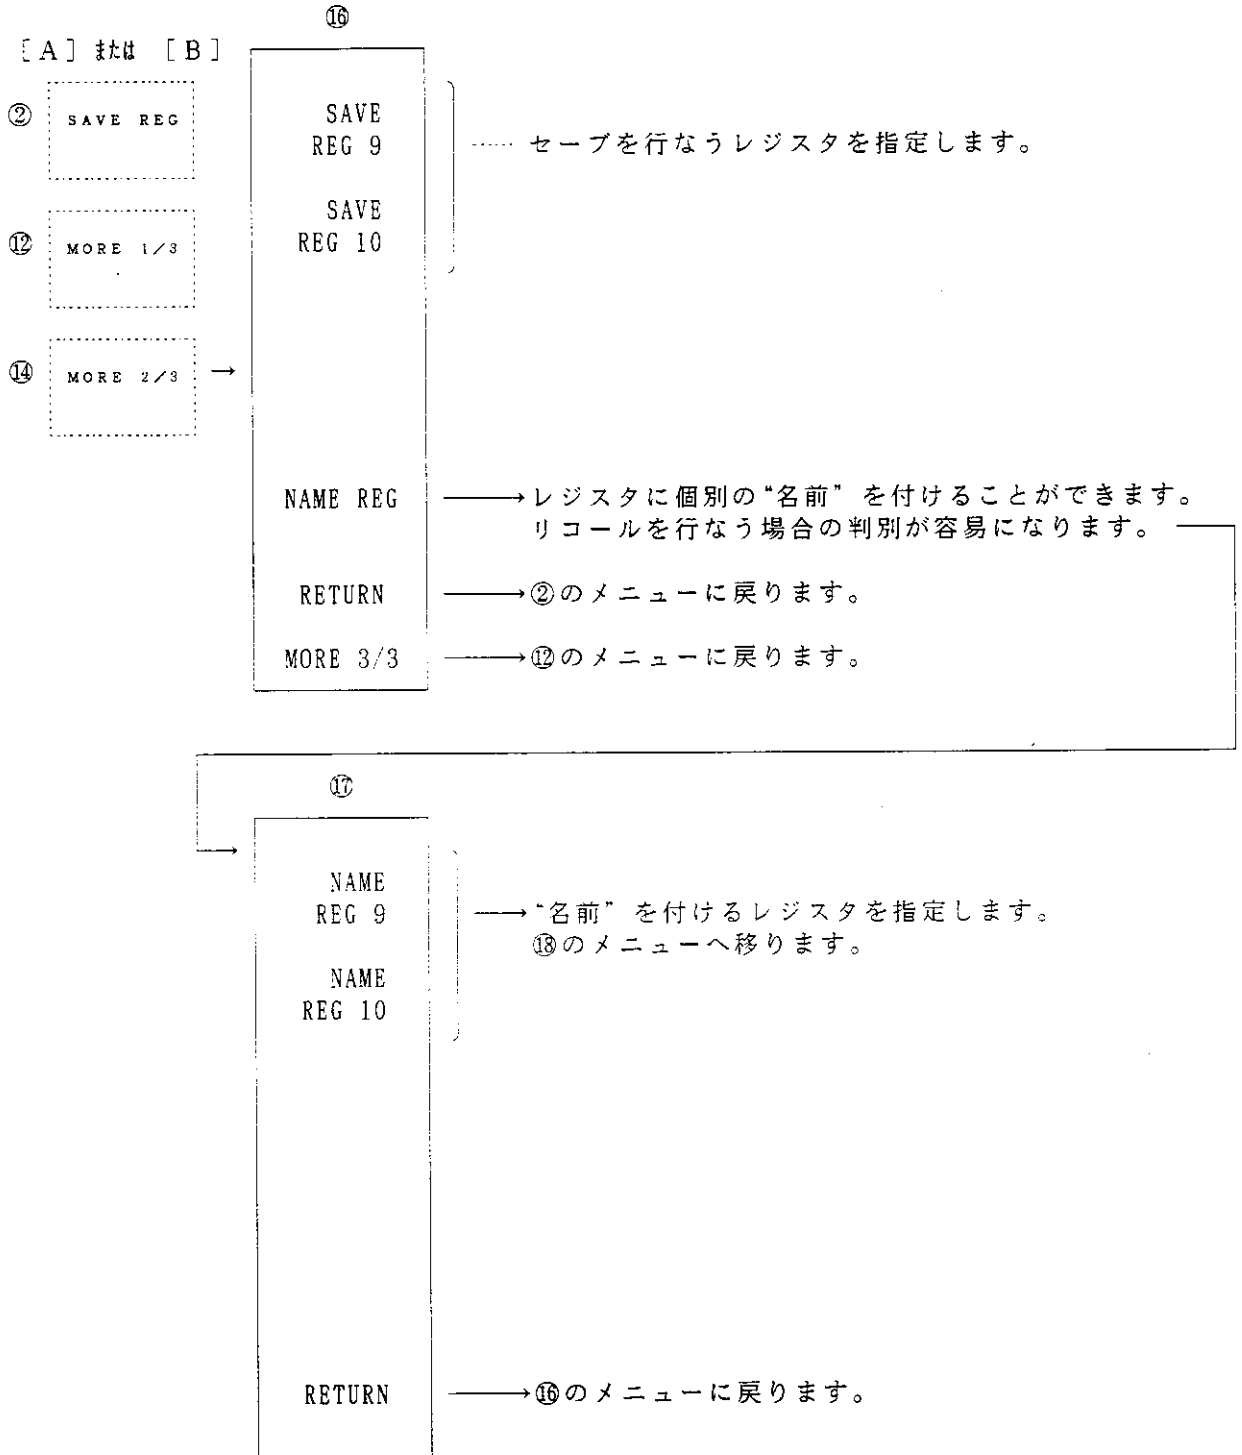 ⑯
[A] または [B]
② SAVE REG
⑫ MORE 1/3
⑭ MORE 2/3 →
SAVE
REG 9
SAVE
REG 10
…… セーブを行なうレジスタを指定します。
NAME REG → レジスタに個別の“名前”を付けることができます。
リコールを行なう場合の判別が容易になります。
RETURN → ②のメニューに戻ります。
MORE 3/3 → ⑫のメニューに戻ります。
⑰
NAME
REG 9
NAME
REG 10
→ “名前”を付けるレジスタを指定します。
⑱のメニューへ移ります。
RETURN → ⑯のメニューに戻ります。